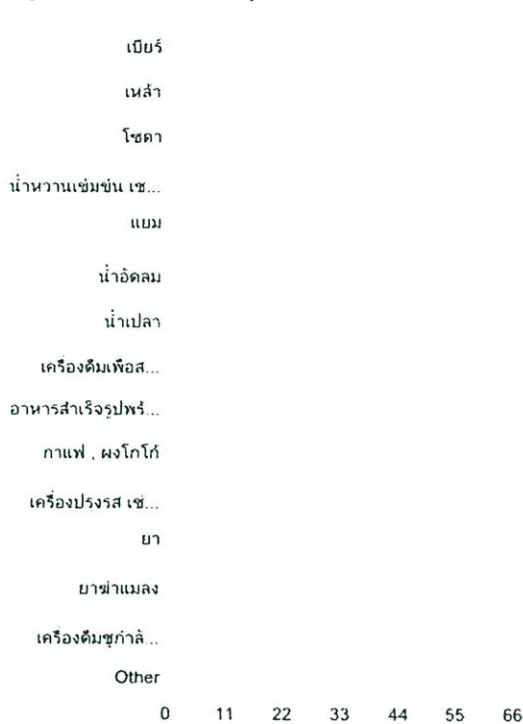 เบียร์
เหล้า
โซดา
น้ำหวานเข้มข้น เช...
แยม
น้ำอัดลม
น้ำเปล่า
เครื่องดื่มเพื่อส...
อาหารสำเร็จรูปพร้...
กาแฟ , ผงโกโก้
เครื่องปรุงรส เช่...
ยา
ยาฆ่าแมลง
เครื่องดื่มชูกำลั...
Other
0 11 22 33 44 55 66